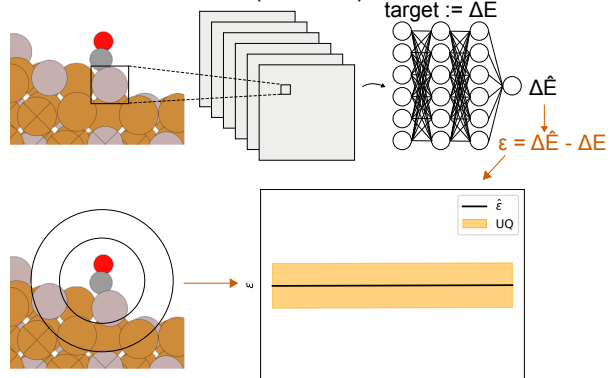 target := ΔE
ΔÊ
ε = ΔÊ - ΔE
ε̂
UQ
ε